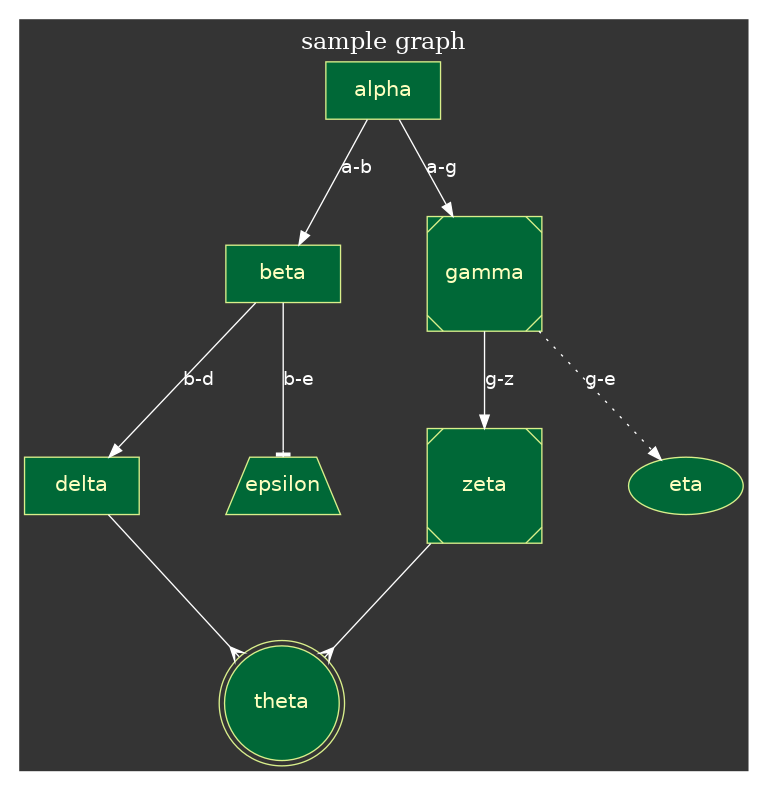 sample graph
alpha
a-b
a-g
beta
gamma
b-d
b-e
g-z
g-e
delta
epsilon
zeta
eta
theta